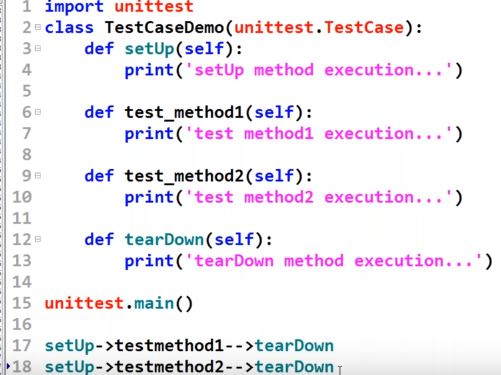 1 import unittest
2 class TestCaseDemo(unittest.TestCase):
3     def setUp(self):
4         print('setUp method execution...')
5
6     def test_method1(self):
7         print('test method1 execution...')
8
9     def test_method2(self):
10         print('test method2 execution...')
11
12     def tearDown(self):
13         print('tearDown method execution...')
14
15 unittest.main()
16
17 setUp->testmethod1-->tearDown
18 setUp->testmethod2-->tearDown